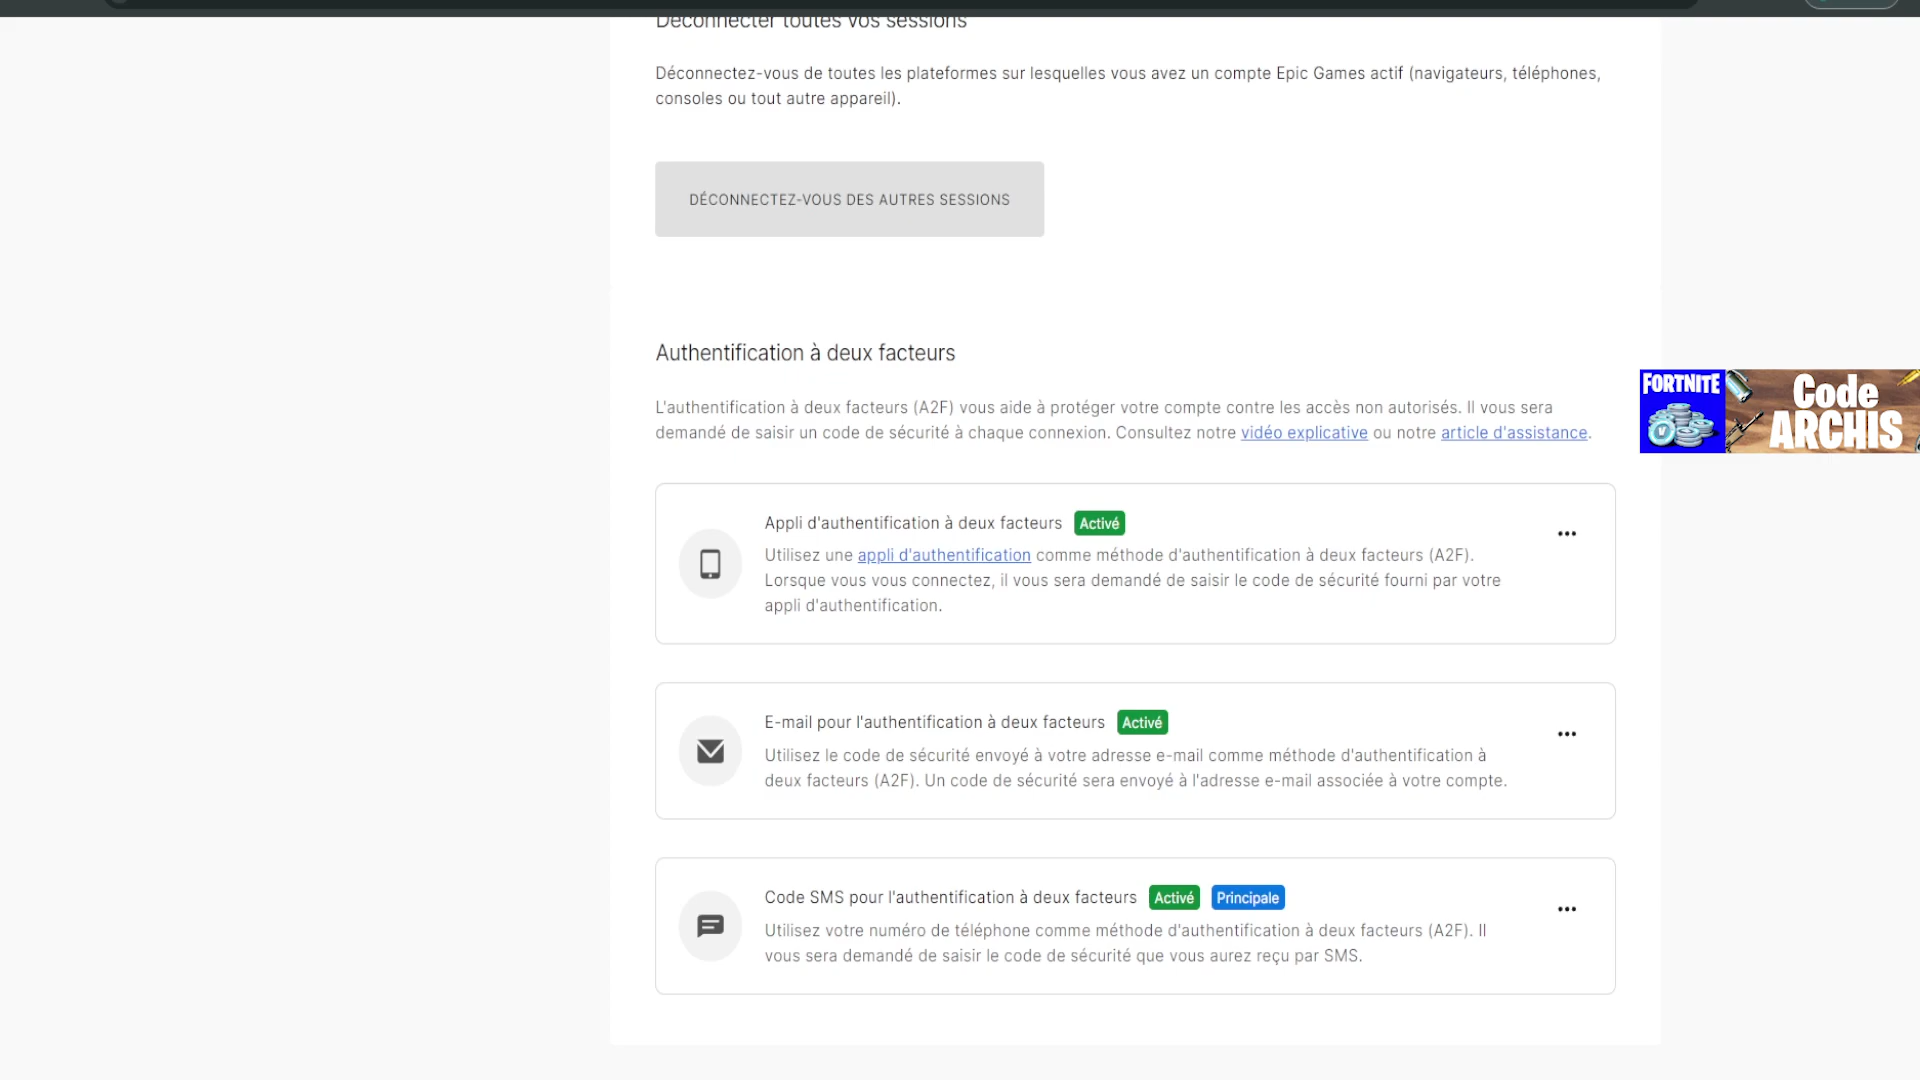 Déconnecter toutes vos sessions
Déconnectez-vous de toutes les plateformes sur lesquelles vous avez un compte Epic Games actif (navigateurs, téléphones,
consoles ou tout autre appareil).
DÉCONNECTEZ-VOUS DES AUTRES SESSIONS
Authentification à deux facteurs
L'authentification à deux facteurs (A2F) vous aide à protéger votre compte contre les accès non autorisés. Il vous sera
demandé de saisir un code de sécurité à chaque connexion. Consultez notre vidéo explicative ou notre article d'assistance.
FORTNITE
Code
ARCHIS
Appli d'authentification à deux facteurs Activé
Utilisez une appli d'authentification comme méthode d'authentification à deux facteurs (A2F).
Lorsque vous vous connectez, il vous sera demandé de saisir le code de sécurité fourni par votre
appli d'authentification.
E-mail pour l'authentification à deux facteurs Activé
Utilisez le code de sécurité envoyé à votre adresse e-mail comme méthode d'authentification à
deux facteurs (A2F). Un code de sécurité sera envoyé à l'adresse e-mail associée à votre compte.
Code SMS pour l'authentification à deux facteurs Activé Principale
Utilisez votre numéro de téléphone comme méthode d'authentification à deux facteurs (A2F). Il
vous sera demandé de saisir le code de sécurité que vous aurez reçu par SMS.